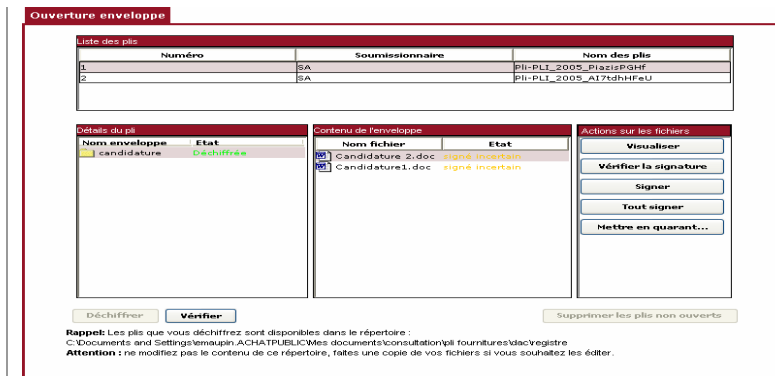 Ouverture enveloppe
Liste des plis
Numéro Soumissionnaire Nom des plis
1 SA Pli-PLI_2005_PiazisPGHf
2 SA Pli-PLI_2005_AI7tdhHFeU
Détails du pli
Nom enveloppe Etat
candidature Déchiffrée
Contenu de l'enveloppe
Nom fichier Etat
Candidature 2.doc signé incertain
Candidature1.doc signé incertain
Actions sur les fichiers
Visualiser
Vérifier la signature
Signer
Tout signer
Mettre en quarant...
Déchiffrer Vérifier Supprimer les plis non ouverts
Rappel: Les plis que vous déchiffrez sont disponibles dans le répertoire :
C:\Documents and Settings\emaupin.ACHATPUBLIC\Mes documents\consultation\pli fournitures\dac\registre
Attention : ne modifiez pas le contenu de ce répertoire, faites une copie de vos fichiers si vous souhaitez les éditer.